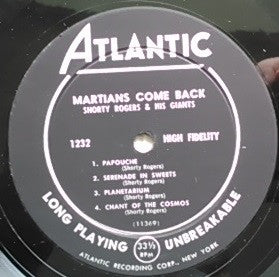 ATLANTIC
MARTIANS COME BACK
SHORTY ROGERS & HIS GIANTS
1232 HIGH FIDELITY
1. PAPOUCHE
(Shorty Rogers)
2. SERENADE IN SWEETS
(Shorty Rogers)
3. PLANETARIUM
(Shorty Rogers)
4. CHANT OF THE COSMOS
(Shorty Rogers)
(11369)
LONG PLAYING 33⅓ RPM UNBREAKABLE
ATLANTIC RECORDING CORP., NEW YORK